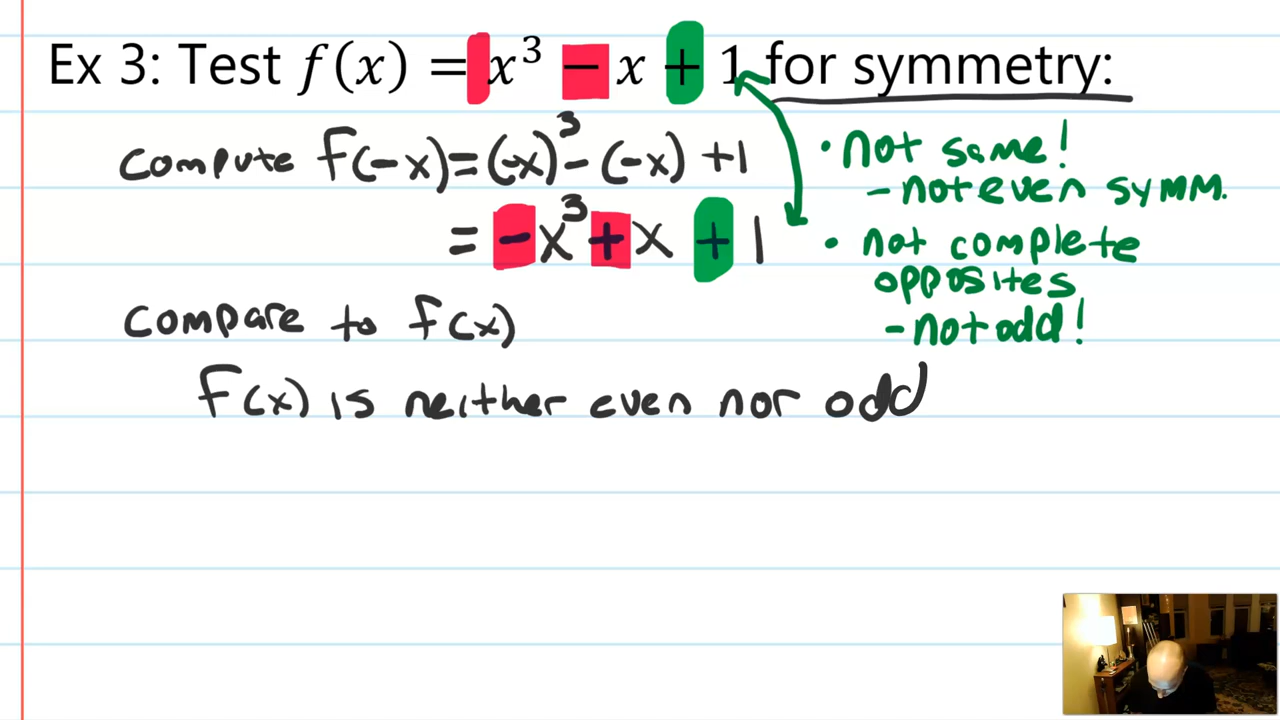 Ex 3: Test f(x) = x³ − x + 1 for symmetry:
compute f(-x) = (-x)³ - (-x) + 1
= -x³ + x + 1
• not same!
- not even symm.
• not complete
opposites
- not odd!
compare to f(x)
f(x) is neither even nor odd